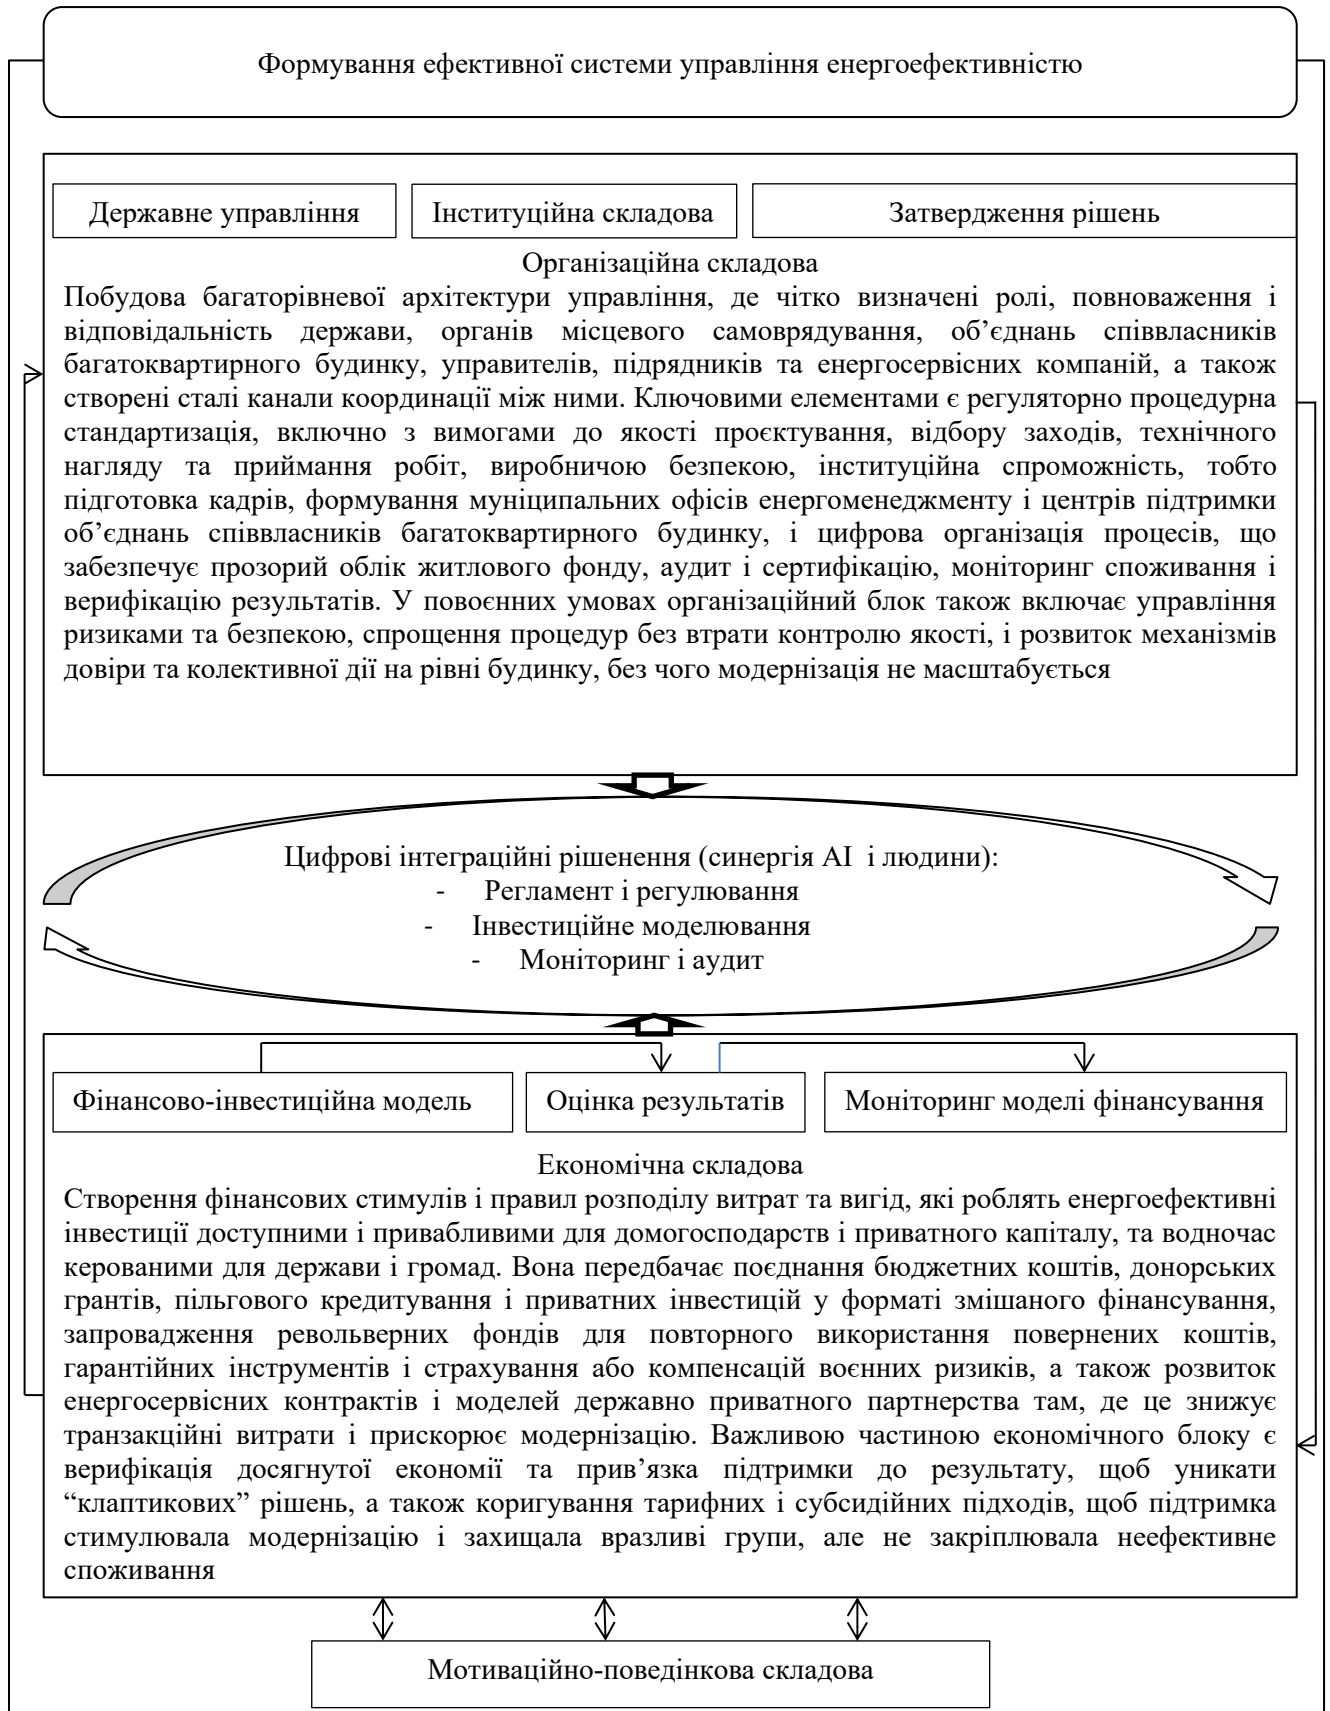 Формування ефективної системи управління енергоефективністю
Державне управління
Інституційна складова
Затвердження рішень
Організаційна складова
Побудова багаторівневої архітектури управління, де чітко визначені ролі, повноваження і
відповідальність держави, органів місцевого самоврядування, об’єднань співвласників
багатоквартирного будинку, управителів, підрядників та енергосервісних компаній, а також
створені сталі канали координації між ними. Ключовими елементами є регуляторно процедурна
стандартизація, включно з вимогами до якості проєктування, відбору заходів, технічного
нагляду та приймання робіт, виробничою безпекою, інституційна спроможність, тобто
підготовка кадрів, формування муніципальних офісів енергоменеджменту і центрів підтримки
об’єднань співвласників багатоквартирного будинку, і цифрова організація процесів, що
забезпечує прозорий облік житлового фонду, аудит і сертифікацію, моніторинг споживання і
верифікацію результатів. У повоєнних умовах організаційний блок також включає управління
ризиками та безпекою, спрощення процедур без втрати контролю якості, і розвиток механізмів
довіри та колективної дії на рівні будинку, без чого модернізація не масштабується
Цифрові інтеграційні рішенення (синергія AI і людини):
- Регламент і регулювання
- Інвестиційне моделювання
- Моніторинг і аудит
Фінансово-інвестиційна модель
Оцінка результатів
Моніторинг моделі фінансування
Економічна складова
Створення фінансових стимулів і правил розподілу витрат та вигід, які роблять енергоефективні
інвестиції доступними і привабливими для домогосподарств і приватного капіталу, та водночас
керованими для держави і громад. Вона передбачає поєднання бюджетних коштів, донорських
грантів, пільгового кредитування і приватних інвестицій у форматі змішаного фінансування,
запровадження револьверних фондів для повторного використання повернених коштів,
гарантійних інструментів і страхування або компенсацій воєнних ризиків, а також розвиток
енергосервісних контрактів і моделей державно приватного партнерства там, де це знижує
транзакційні витрати і прискорює модернізацію. Важливою частиною економічного блоку є
верифікація досягнутої економії та прив’язка підтримки до результату, щоб уникати
“клаптикових” рішень, а також коригування тарифних і субсидійних підходів, щоб підтримка
стимулювала модернізацію і захищала вразливі групи, але не закріплювала неефективне
споживання
Мотиваційно-поведінкова складова